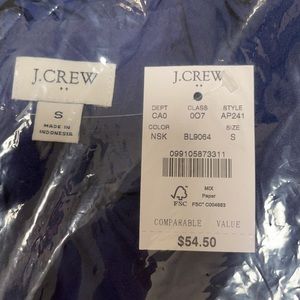 J.CREW
S
MADE IN
INDONESIA
J.CREW
DEPT CLASS STYLE
CA0 007 AP241
COLOR SIZE
NSK BL9064 S
099105873311
FSC
MIX
Paper
FSC® C004683
COMPARABLE VALUE
$54.50